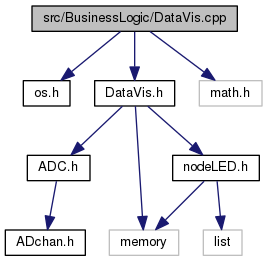 src/BusinessLogic/DataVis.cpp
os.h
DataVis.h
math.h
ADC.h
nodeLED.h
ADchan.h
memory
list